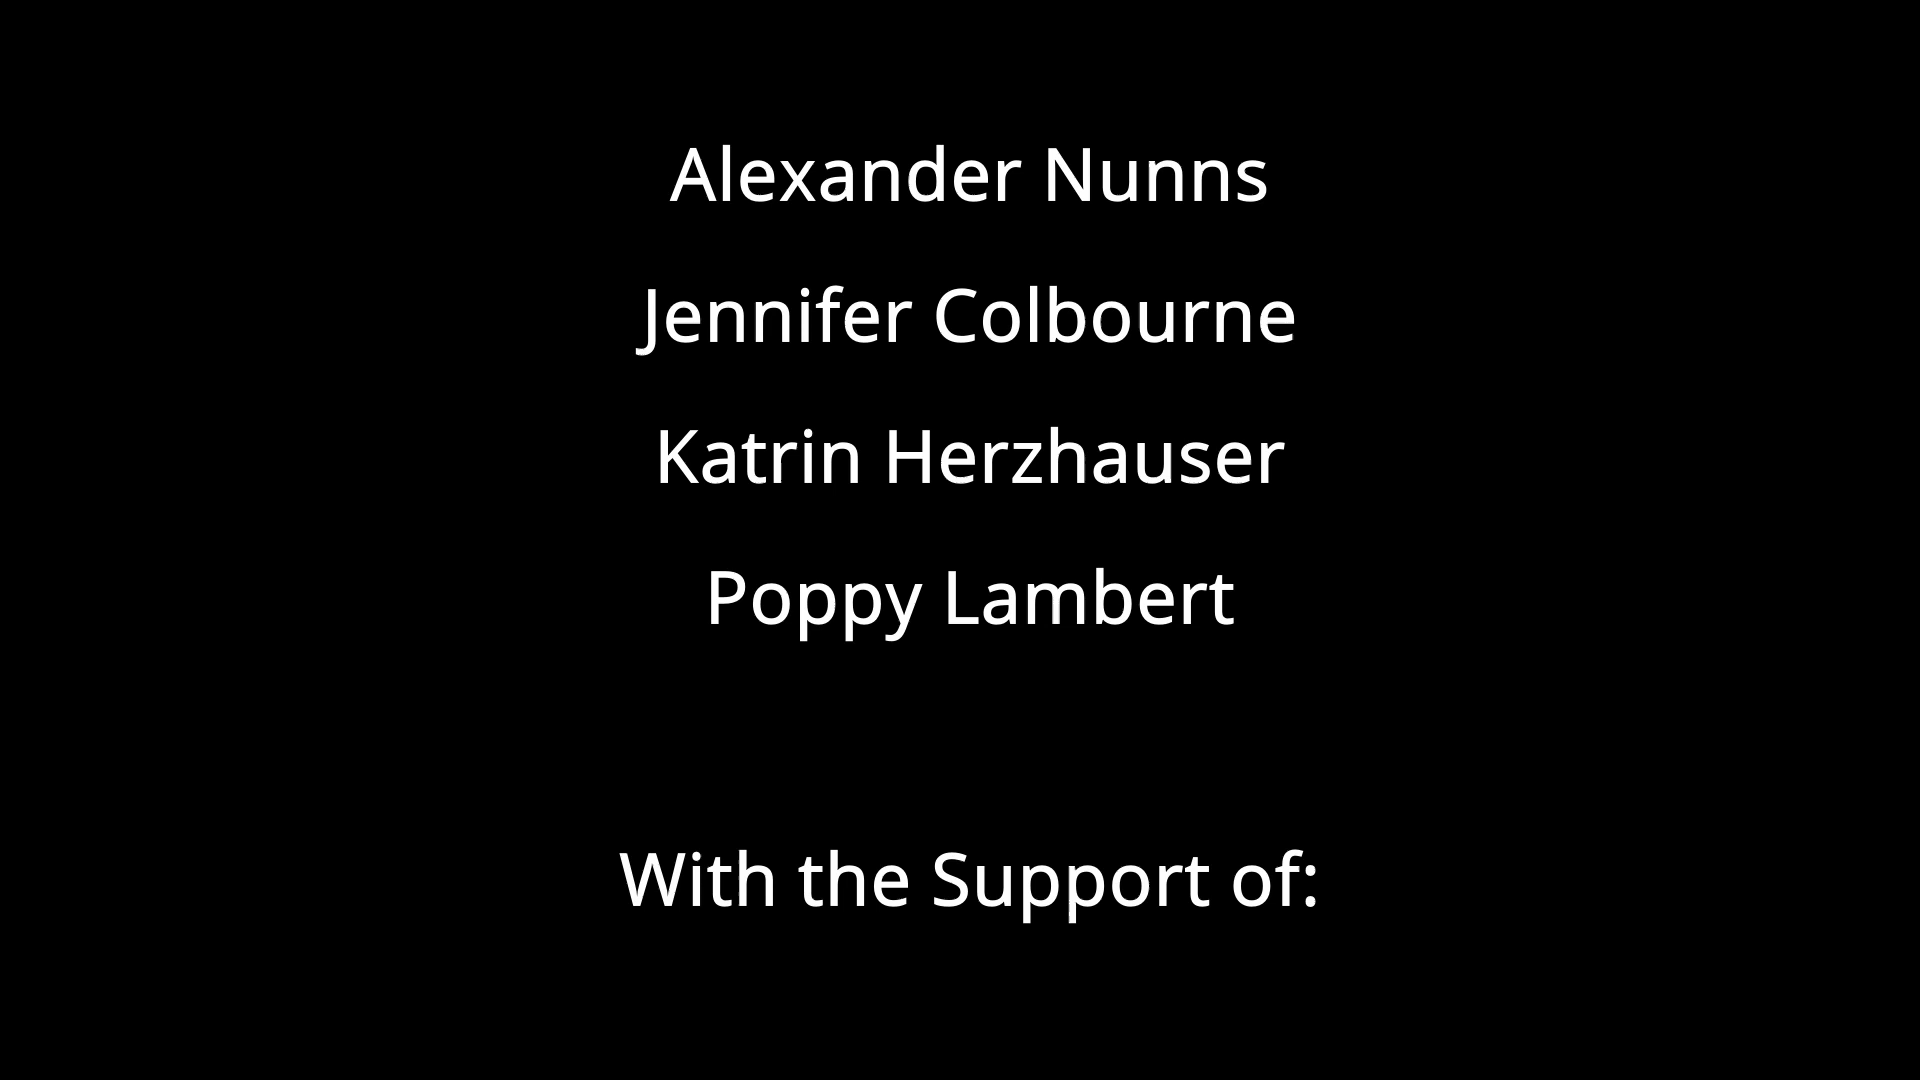 Alexander Nunns
Jennifer Colbourne
Katrin Herzhauser
Poppy Lambert
With the Support of: